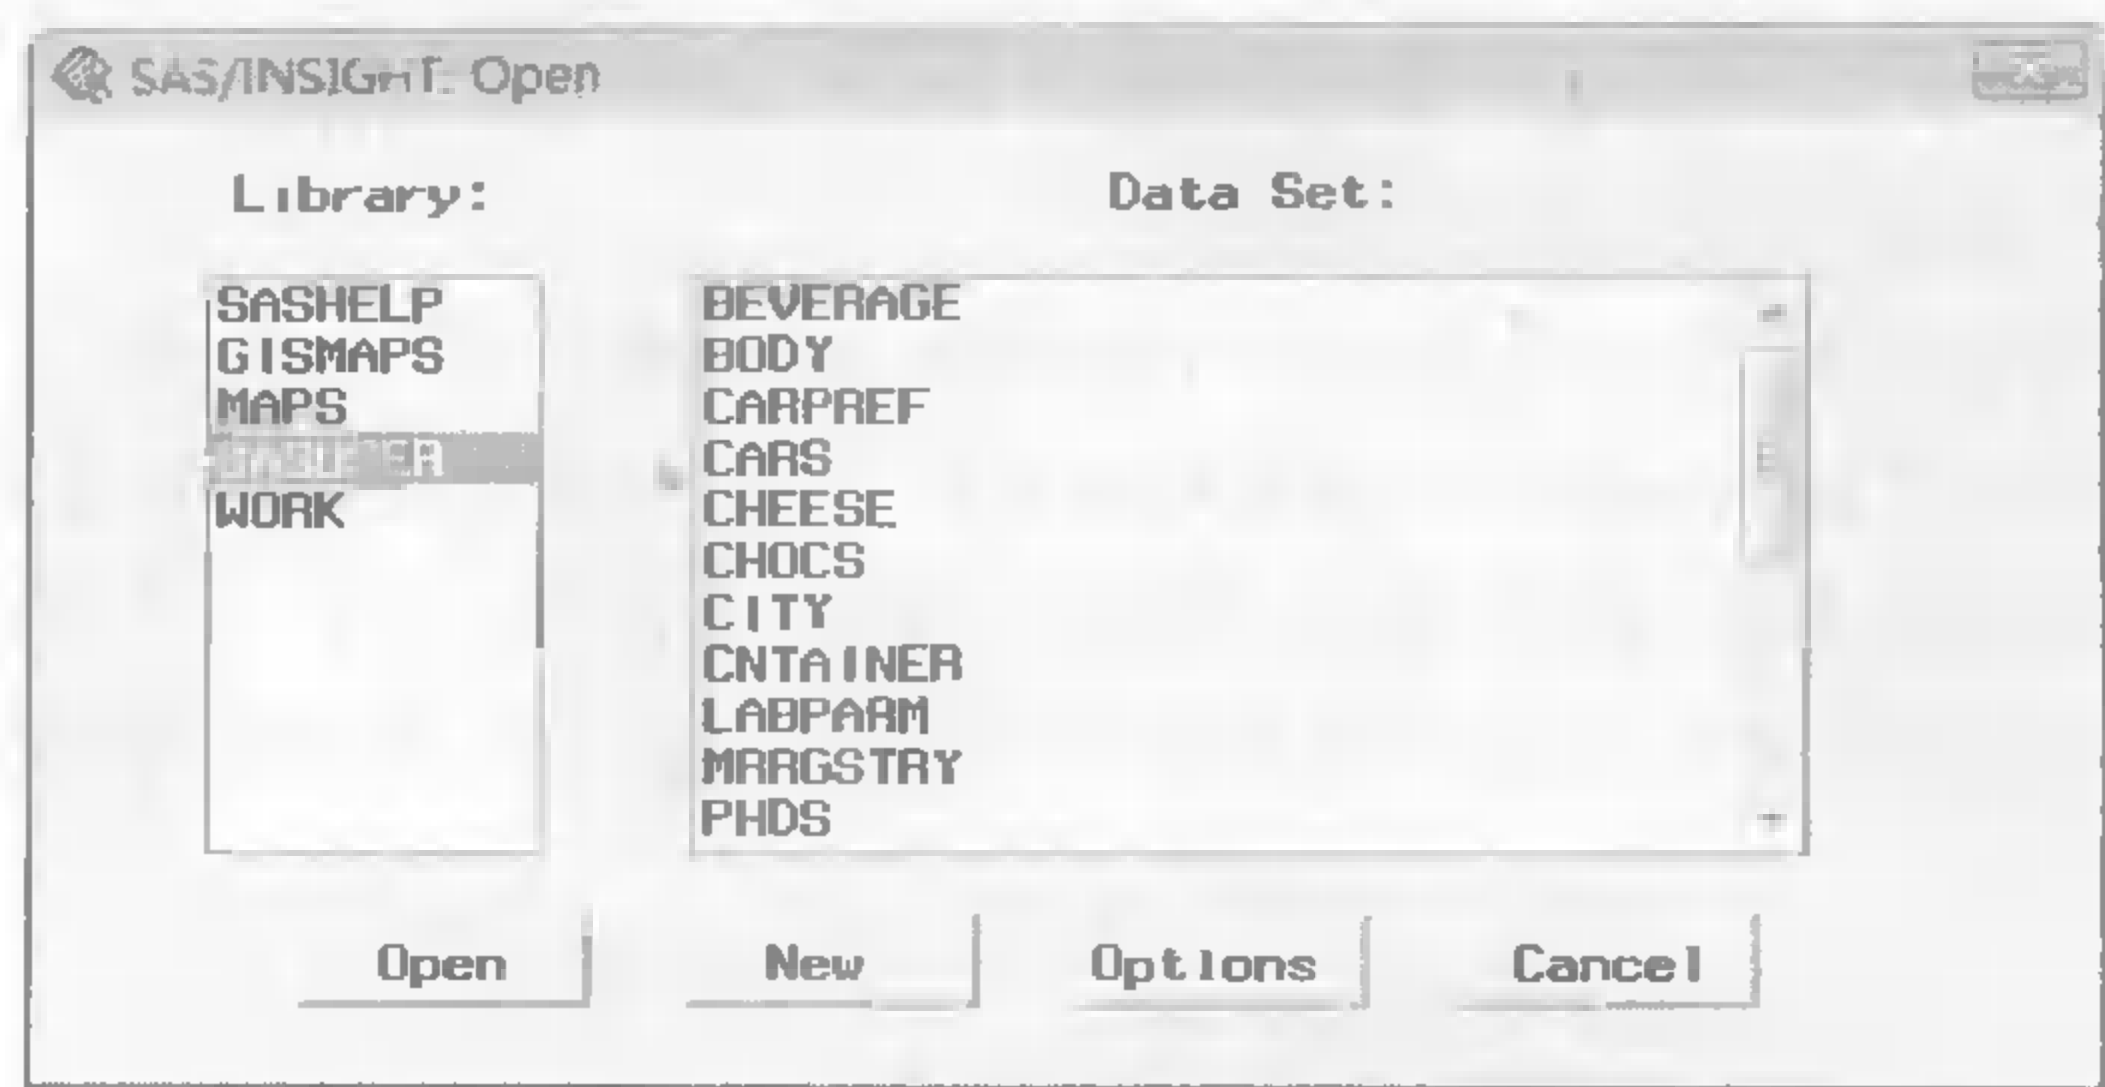 SAS/INSIGHT: Open
Library:
SASHELP
GISMAPS
MAPS
WORK
Data Set:
BEVERAGE
BODY
CARPREF
CARS
CHEESE
CHOCS
CITY
CNTAINER
LABPARM
MRRGSTRY
PHDS
Open
New
Options
Cancel